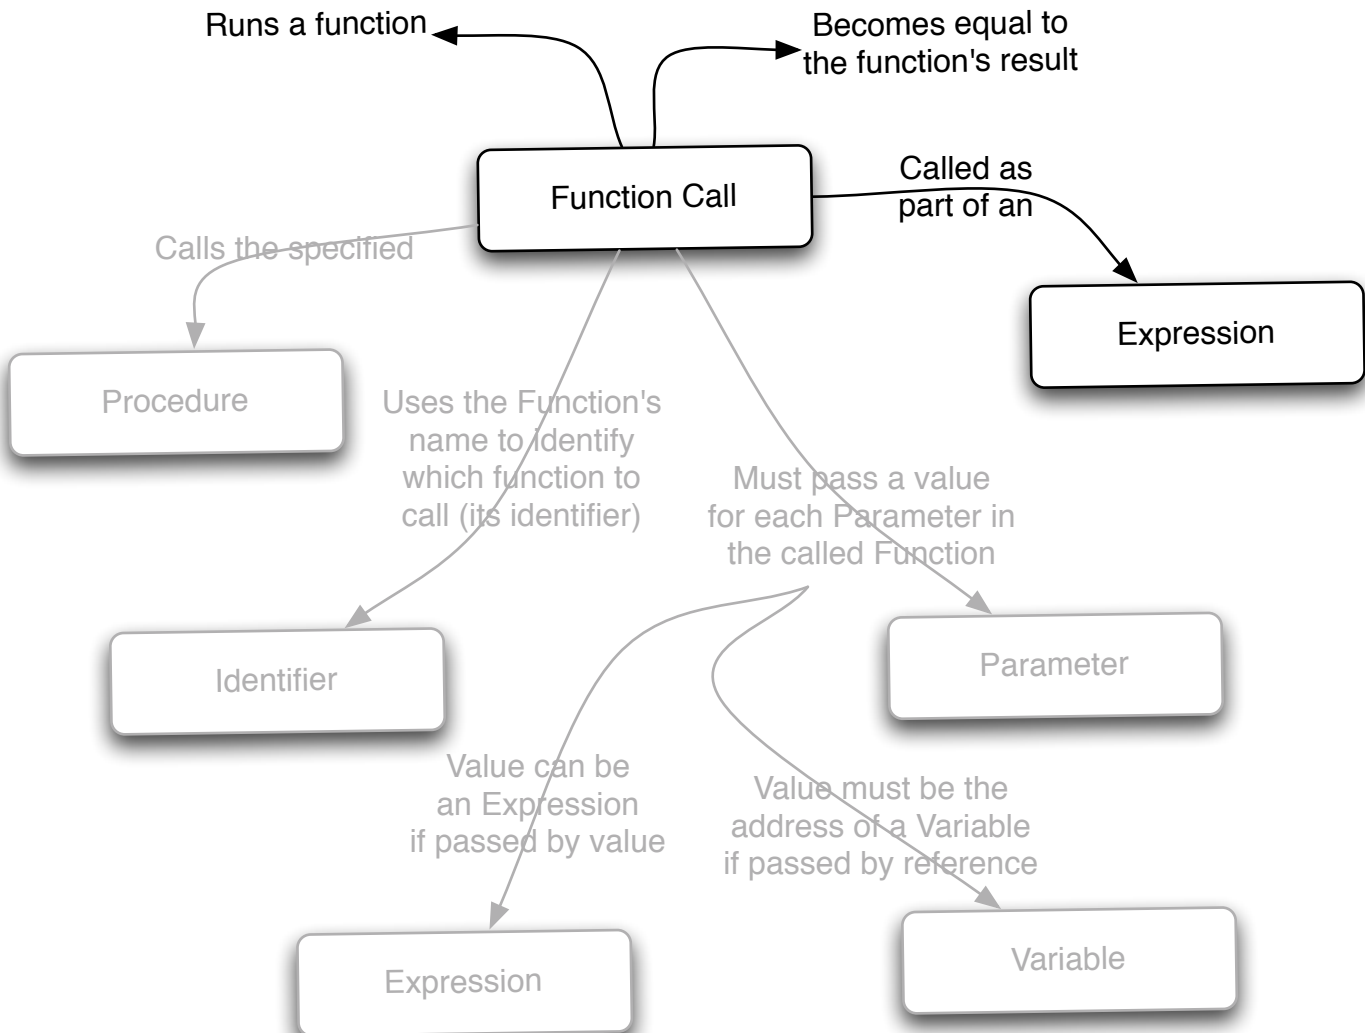 Runs a function
Becomes equal to
the function's result
Function Call
Called as
part of an
Calls the specified
Expression
Procedure
Uses the Function's
name to identify
which function to
call (its identifier)
Must pass a value
for each Parameter in
the called Function
Identifier
Parameter
Value can be
an Expression
if passed by value
Value must be the
address of a Variable
if passed by reference
Expression
Variable